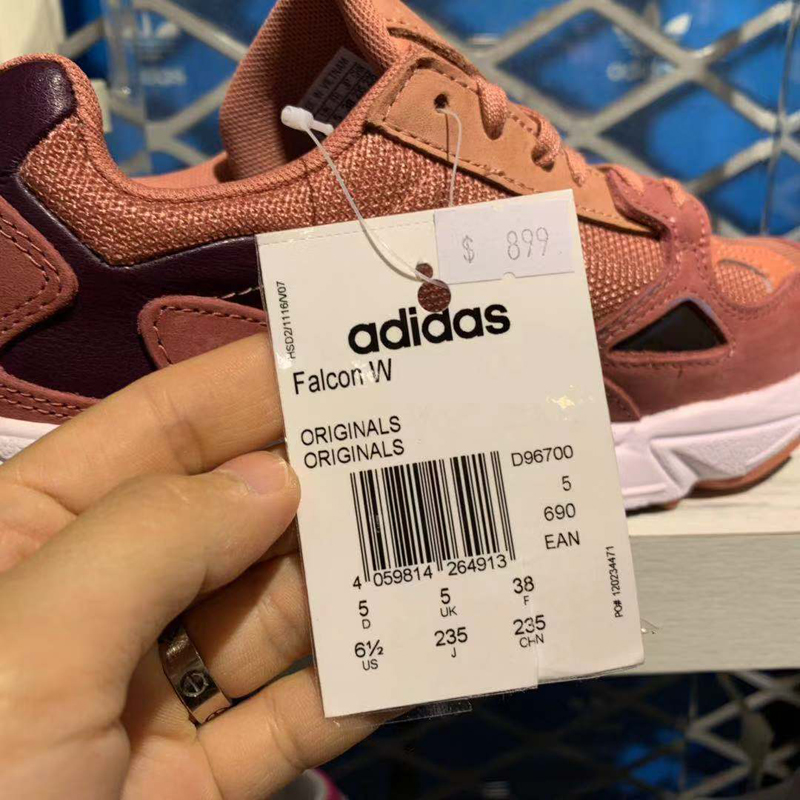 $ 899
HSD2/1116/V07
adidas
Falcon W
ORIGINALS
ORIGINALS
D96700
5
690
EAN
4 059814 264913
5
D
5
UK
38
F
6½
US
235
J
235
CHN
PO# 120234471